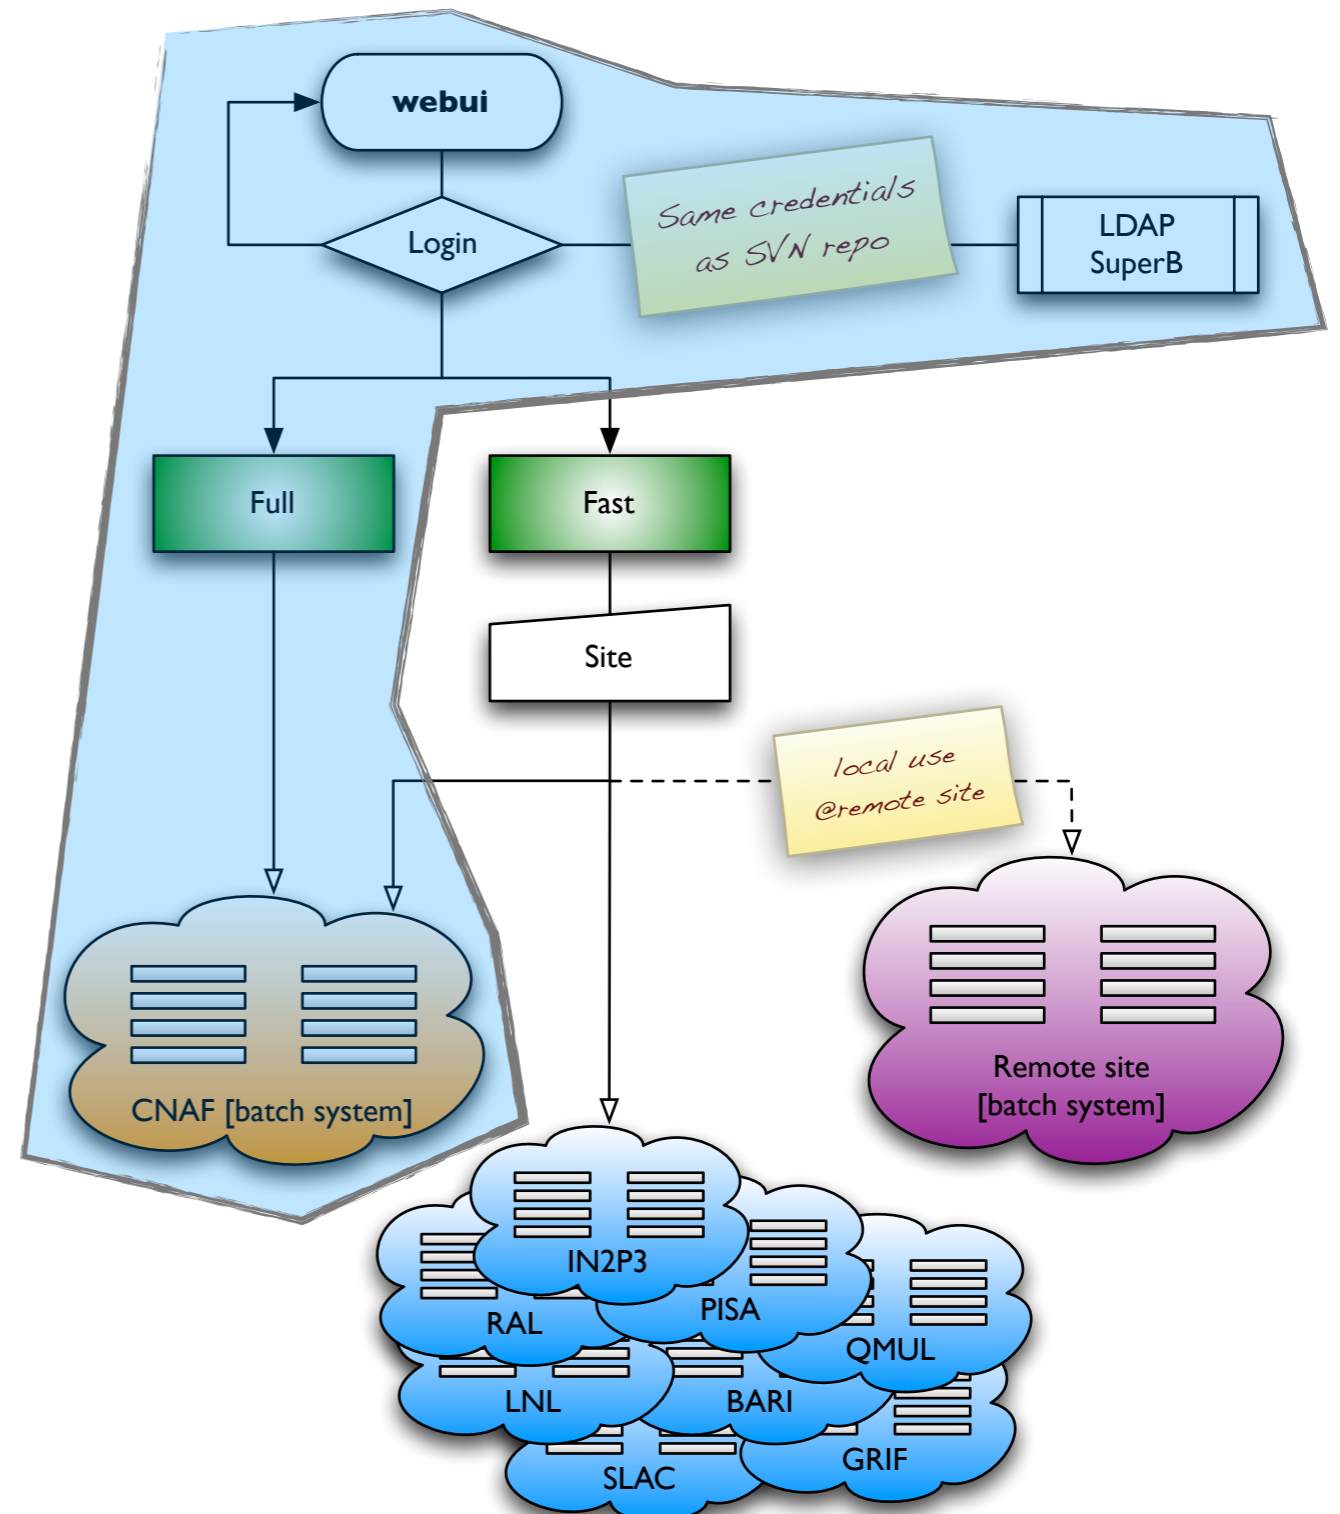 webui
Login
Same credentials
as SVN repo
LDAP
SuperB
Full
Fast
Site
local use
@remote site
CNAF [batch system]
Remote site
[batch system]
IN2P3
RAL
PISA
QMUL
LNL
BARI
SLAC
GRIF